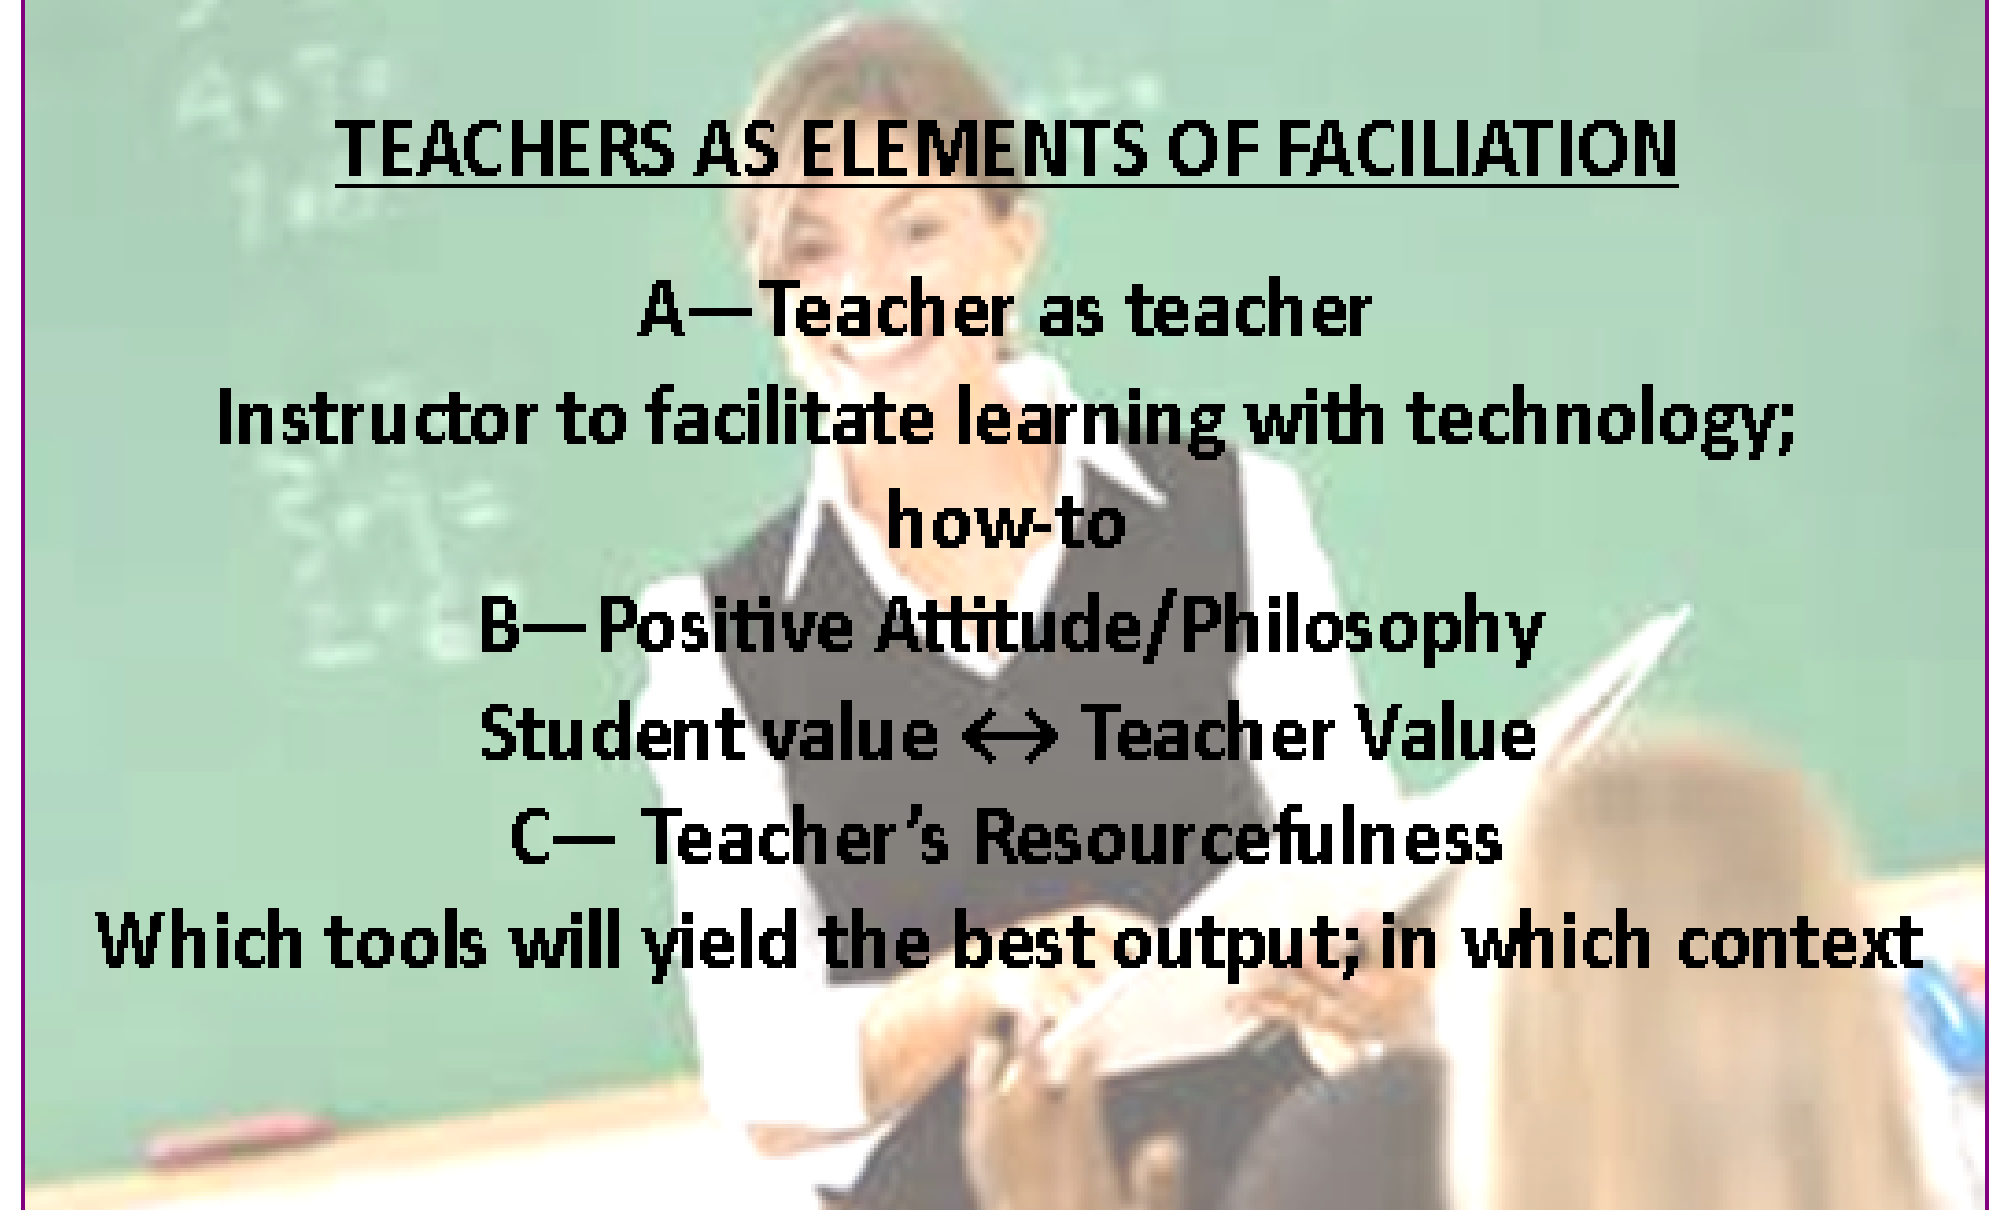 TEACHERS AS ELEMENTS OF FACILIATION
A—Teacher as teacher
Instructor to facilitate learning with technology;
how-to
B—Positive Attitude/Philosophy
Student value ↔ Teacher Value
C— Teacher’s Resourcefulness
Which tools will yield the best output; in which context